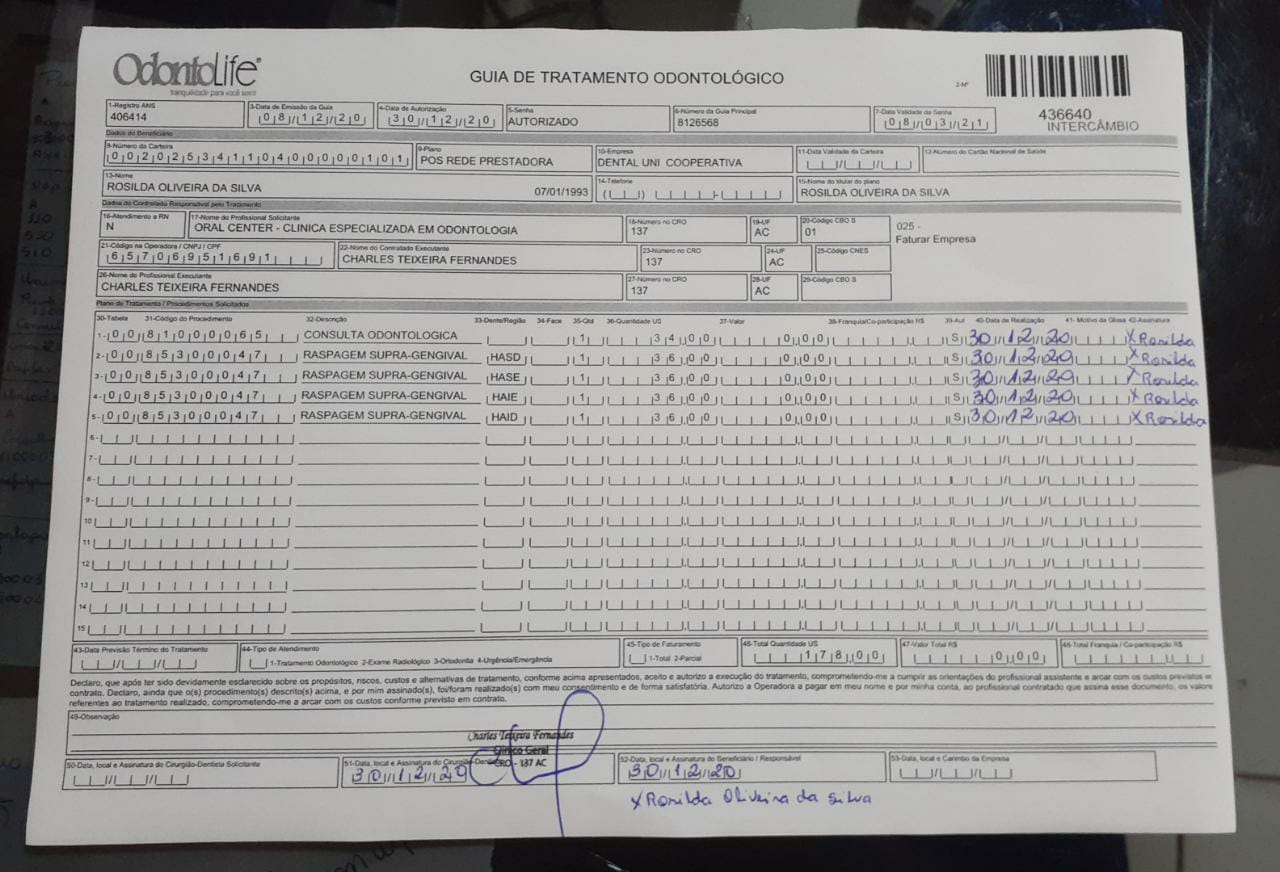 OdontoLife®
tranquilidade para você sorrir
GUIA DE TRATAMENTO ODONTOLÓGICO
2-Nº
436640
INTERCÂMBIO
1-Registro ANS
406414
3-Data de Emissão da Guia
08/12/20
4-Data de Autorização
30/12/20
5-Senha
AUTORIZADO
6-Número da Guia Principal
8126568
7-Data Validade da Senha
08/03/21
Dados do Beneficiário
8-Número da Carteira
00202534110400000101
9-Plano
POS REDE PRESTADORA
10-Empresa
DENTAL UNI COOPERATIVA
11-Data Validade da Carteira
12-Número do Cartão Nacional de Saúde
13-Nome
ROSILDA OLIVEIRA DA SILVA 07/01/1993
14-Telefone
15-Nome do titular do plano
ROSILDA OLIVEIRA DA SILVA
Dados do Contratado Responsável pelo Tratamento
16-Atendimento a RN
N
17-Nome do Profissional Solicitante
ORAL CENTER - CLINICA ESPECIALIZADA EM ODONTOLOGIA
18-Número no CRO
137
19-UF
AC
20-Código CBO S
01
025 -
Faturar Empresa
21-Código na Operadora / CNPJ / CPF
65706951691
22-Nome do Contratado Executante
CHARLES TEIXEIRA FERNANDES
23-Número no CRO
137
24-UF
AC
25-Código CNES
26-Nome do Profissional Executante
CHARLES TEIXEIRA FERNANDES
27-Número no CRO
137
28-UF
AC
29-Código CBO S
Plano de Tratamento / Procedimentos Solicitados
30-Tabela 31-Código do Procedimento 32-Descrição 33-Dente/Região 34-Face 35-Qtd 36-Quantidade US 37-Valor 38-Franquia/Co-participação R$ 39-Aut 40-Data de Realização 41- Motivo da Glosa 42-Assinatura
1- 00 81000065 CONSULTA ODONTOLOGICA 1 34,00 0,00 S 30/12/20 X Rosilda
2- 00 85300047 RASPAGEM SUPRA-GENGIVAL HASD 1 36,00 0,00 S 30/12/20 X Rosilda
3- 00 85300047 RASPAGEM SUPRA-GENGIVAL HASE 1 36,00 0,00 S 30/12/20 X Rosilda
4- 00 85300047 RASPAGEM SUPRA-GENGIVAL HAIE 1 36,00 0,00 S 30/12/20 X Rosilda
5- 00 85300047 RASPAGEM SUPRA-GENGIVAL HAID 1 36,00 0,00 S 30/12/20 X Rosilda
6-
7-
8-
9-
10-
11-
12-
13-
14-
15-
43-Data Previsão Término do Tratamento
44-Tipo de Atendimento
1-Tratamento Odontológico 2-Exame Radiológico 3-Ortodontia 4-Urgência/Emergência
45-Tipo de Faturamento
1-Total 2-Parcial
46-Total Quantidade US
178,00
47-Valor Total R$
0,00
48-Total Franquia / Co-participação R$
Declaro, que após ter sido devidamente esclarecido sobre os propósitos, riscos, custos e alternativas de tratamento, conforme acima apresentados, aceito e autorizo a execução do tratamento, comprometendo-me a cumprir as orientações do profissional assistente e arcar com os custos previstos em
contrato. Declaro, ainda que o(s) procedimento(s) descrito(s) acima, e por mim assinado(s), foi/foram realizado(s) com meu consentimento e de forma satisfatória. Autorizo a Operadora a pagar em meu nome e por minha conta, ao profissional contratado que assina esse documento, os valores
referentes ao tratamento realizado, comprometendo-me a arcar com os custos conforme previsto em contrato.
49-Observação
Charles Teixeira Fernandes
Clínico Geral
CRO - 137 AC
50-Data, local e Assinatura do Cirurgião-Dentista Solicitante
51-Data, local e Assinatura do Cirurgião-Dentista
30/12/20
52-Data, local e Assinatura do Beneficiário / Responsável
30/12/20
53-Data, local e Carimbo da Empresa
X Rosilda Oliveira da Silva